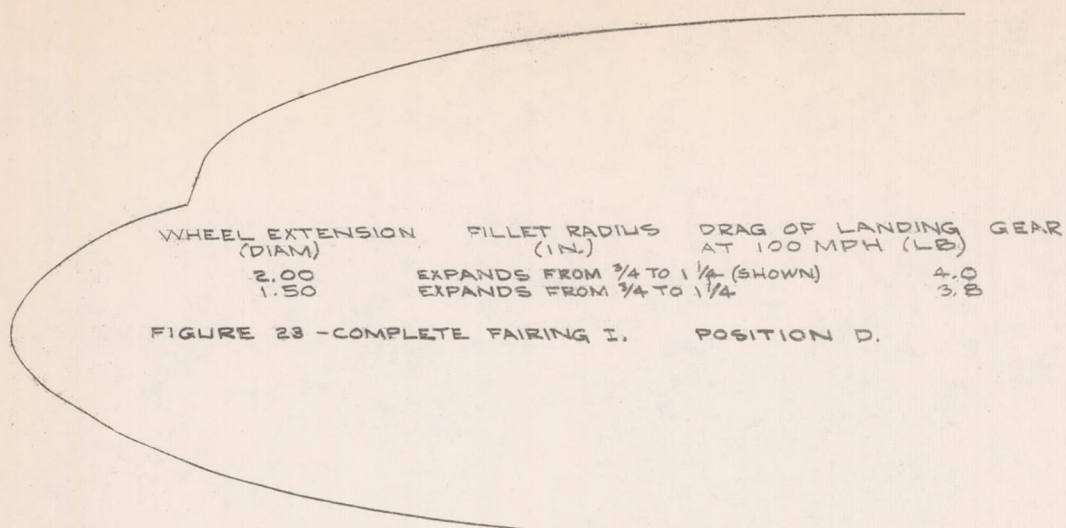 WHEEL EXTENSION FILLET RADIUS DRAG OF LANDING GEAR
(DIAM) (IN.) AT 100 MPH (LB)
2.00 EXPANDS FROM 3/4 TO 1 1/4 (SHOWN) 4.0
1.50 EXPANDS FROM 3/4 TO 1 1/4 3.8
FIGURE 23 - COMPLETE FAIRING I. POSITION D.